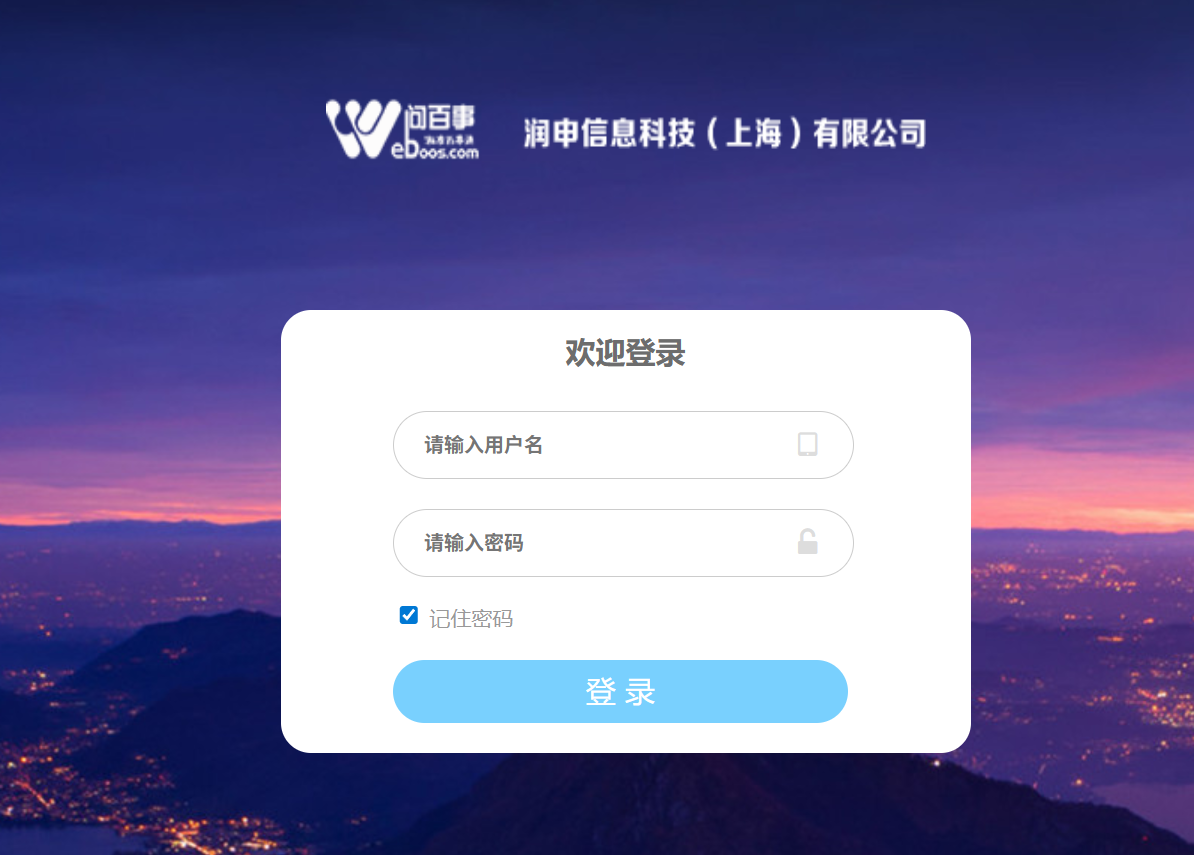 问百事
eboos.com
润申信息科技（上海）有限公司
欢迎登录
请输入用户名
请输入密码
记住密码
登 录